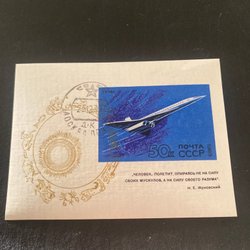 50к ПОЧТА
СССР
"ЧЕЛОВЕК... ПОЛЕТИТ, ОПИРАЯСЬ НЕ НА СИЛУ
СВОИХ МУСКУЛОВ, А НА СИЛУ СВОЕГО РАЗУМА".
Н. Е. Жуковский